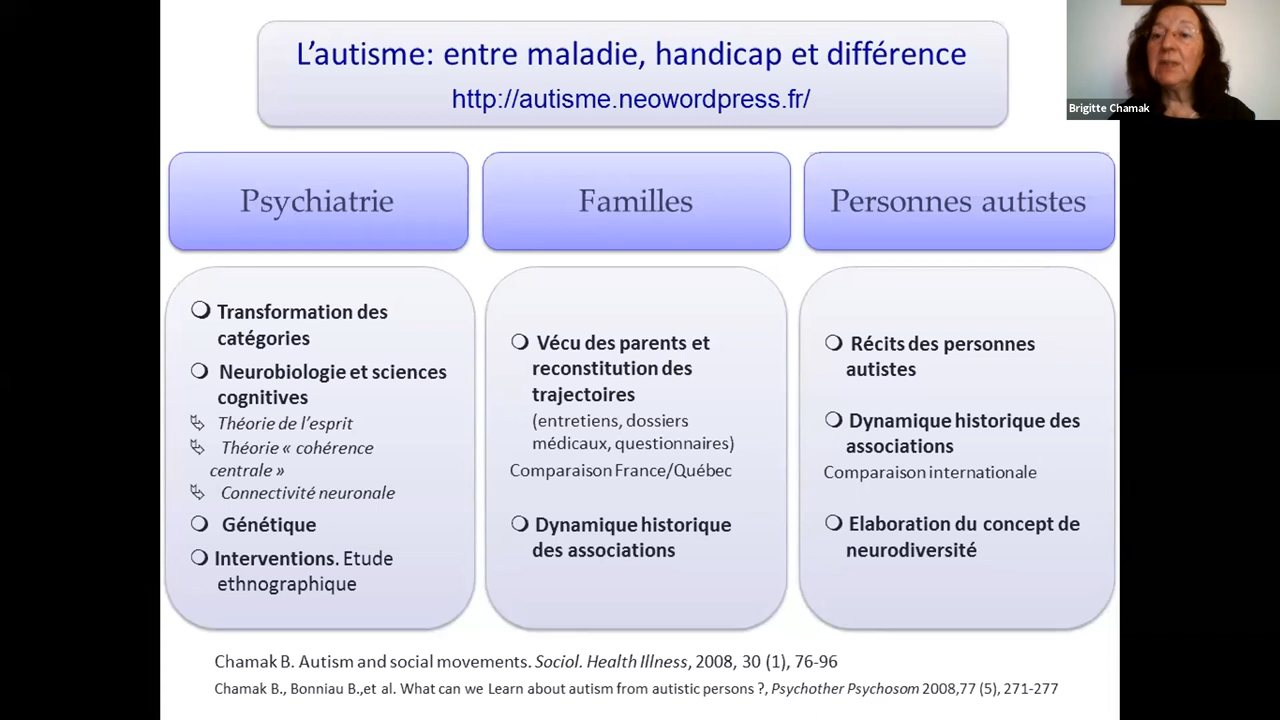 L'autisme: entre maladie, handicap et différence
http://autisme.neowordpress.fr/
Brigitte Chamak
Psychiatrie
Transformation des
catégories
Neurobiologie et sciences
cognitives
Théorie de l'esprit
Théorie « cohérence
centrale »
Connectivité neuronale
Génétique
Interventions. Etude
ethnographique
Familles
Vécu des parents et
reconstitution des
trajectoires
(entretiens, dossiers
médicaux, questionnaires)
Comparaison France/Québec
Dynamique historique
des associations
Personnes autistes
Récits des personnes
autistes
Dynamique historique des
associations
Comparaison internationale
Elaboration du concept de
neurodiversité
Chamak B. Autism and social movements. Sociol. Health Illness, 2008, 30 (1), 76-96
Chamak B., Bonniau B.,et al. What can we Learn about autism from autistic persons ?, Psychother Psychosom 2008,77 (5), 271-277